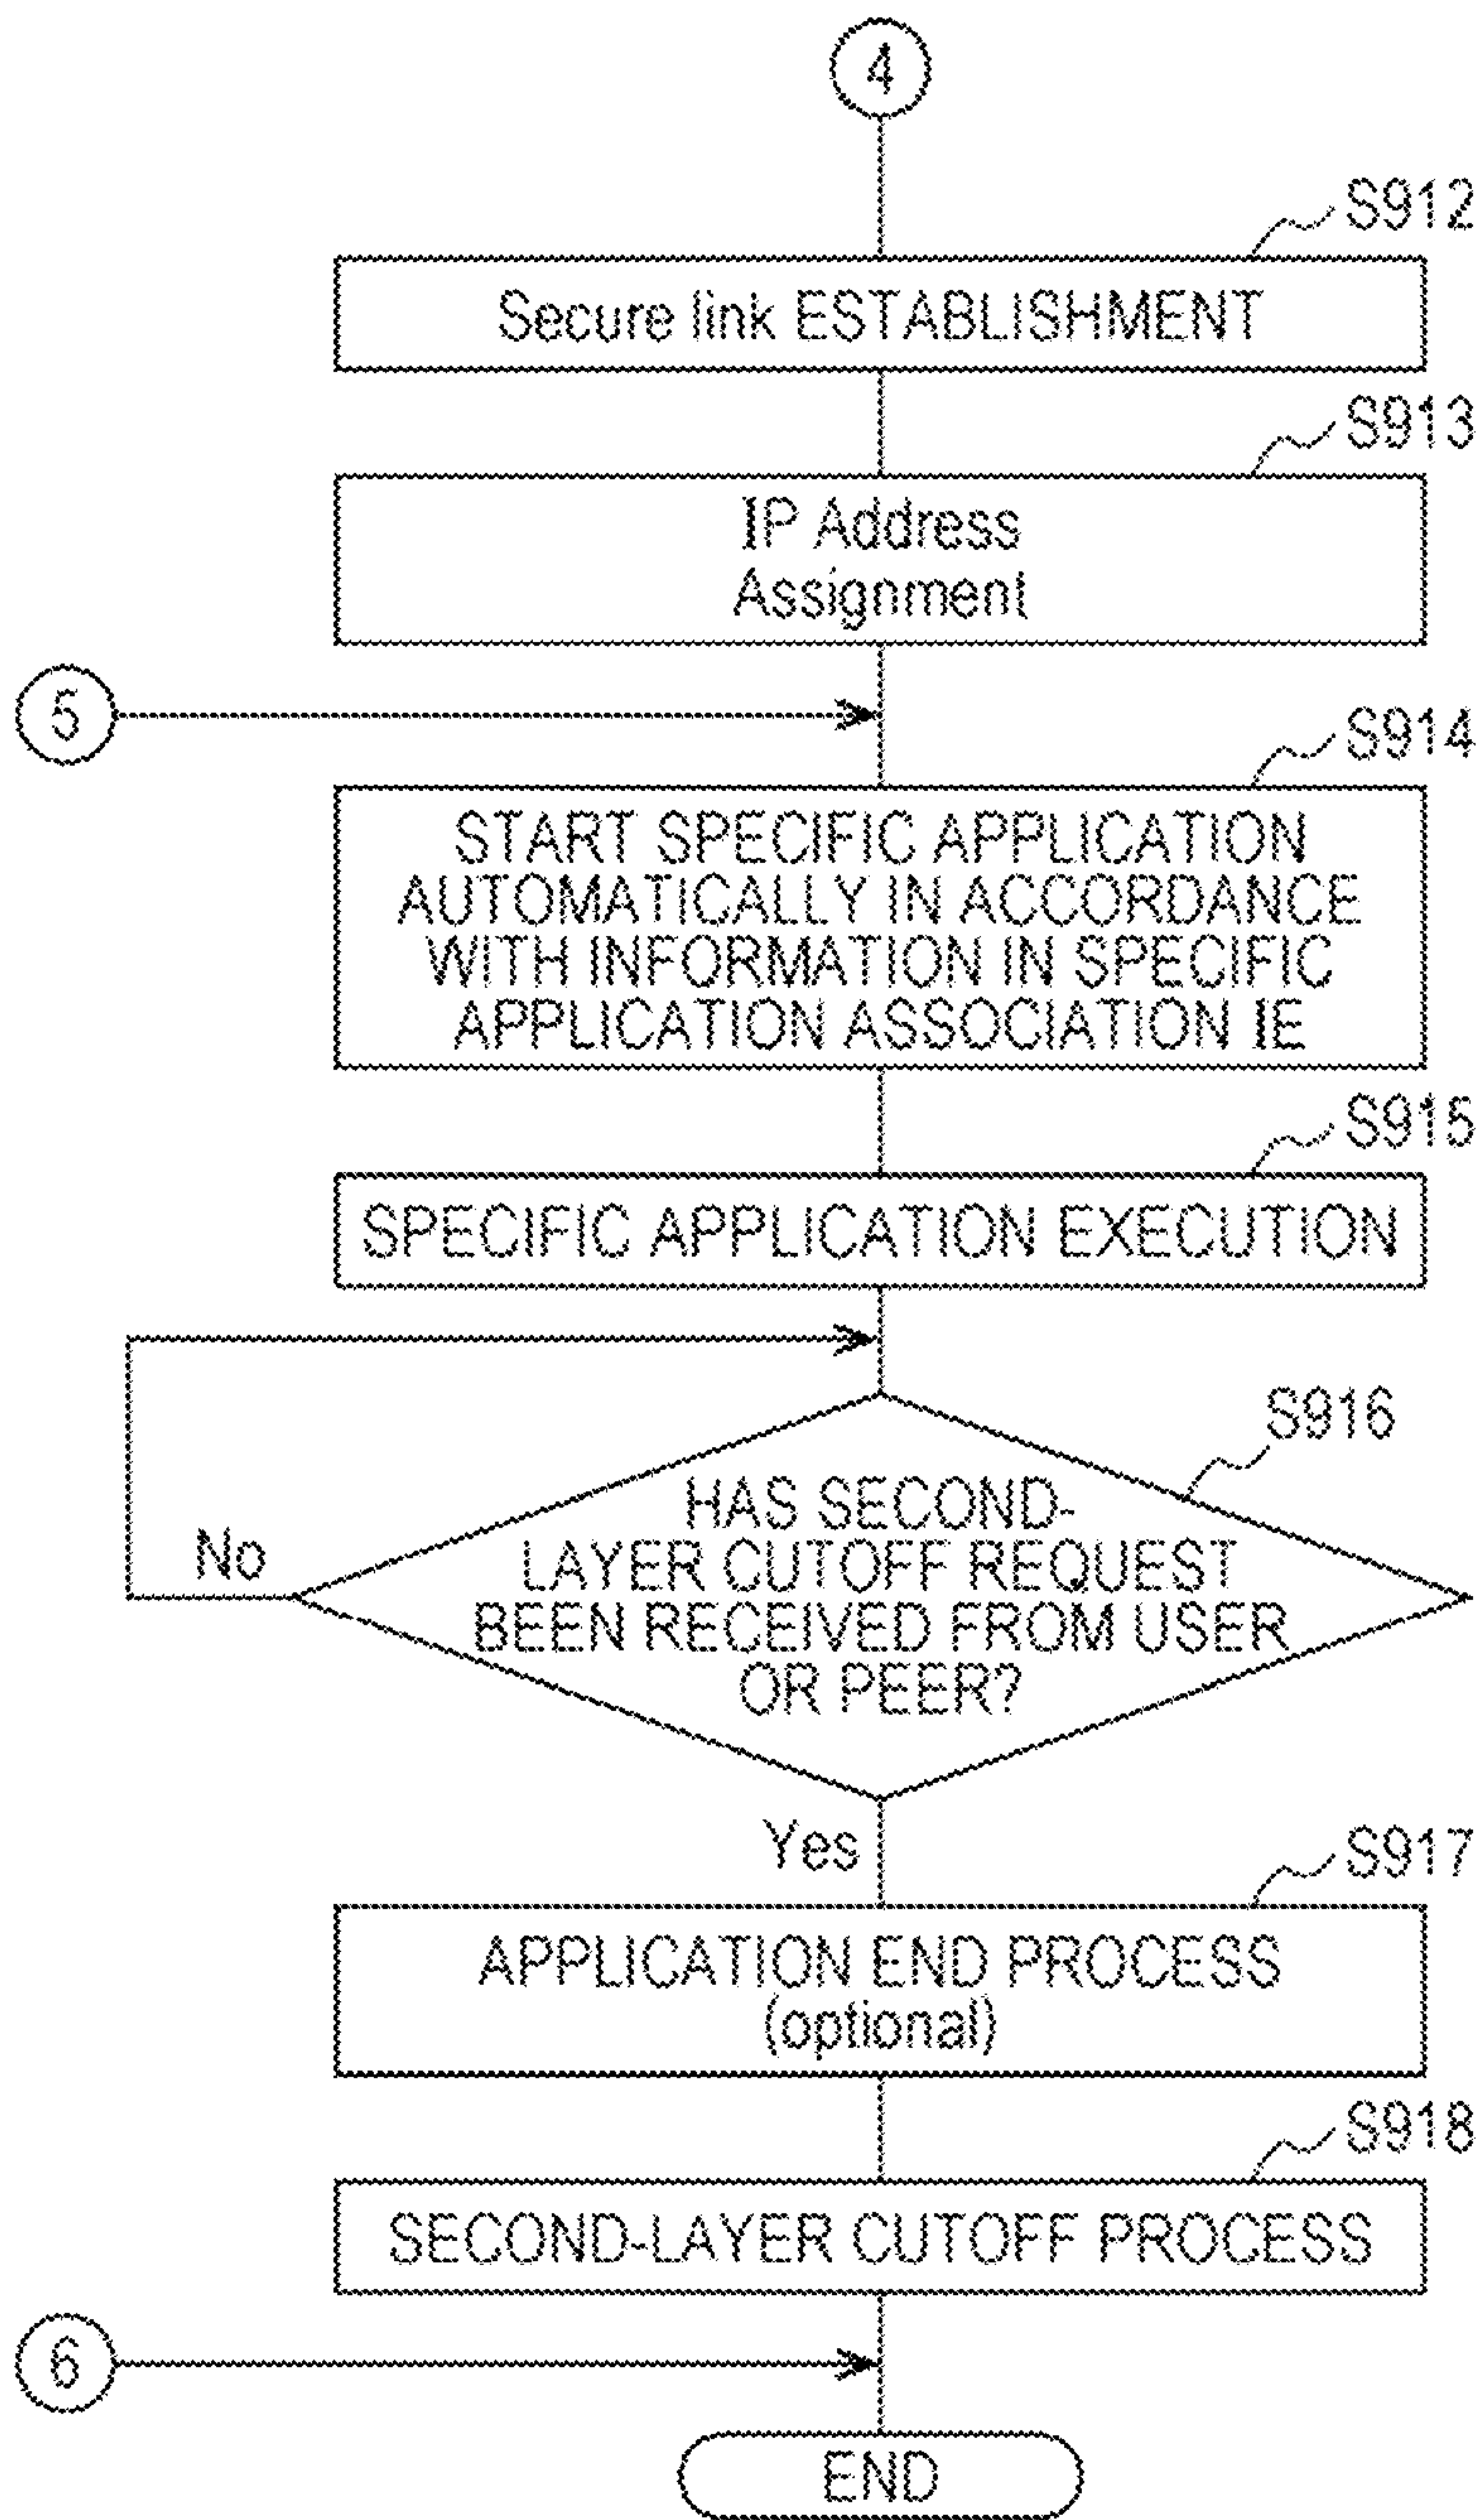 4
S912
Secure link ESTABLISHMENT
S913
IP Address
Assignment
5
S914
START SPECIFIC APPLICATION
AUTOMATICALLY IN ACCORDANCE
WITH INFORMATION IN SPECIFIC
APPLICATION ASSOCIATION IE
S915
SPECIFIC APPLICATION EXECUTION
S916
HAS SECOND-
LAYER CUTOFF REQUEST
BEEN RECEIVED FROM USER
OR PEER?
No
Yes
S917
APPLICATION END PROCESS
(optional)
S918
SECOND-LAYER CUTOFF PROCESS
6
END